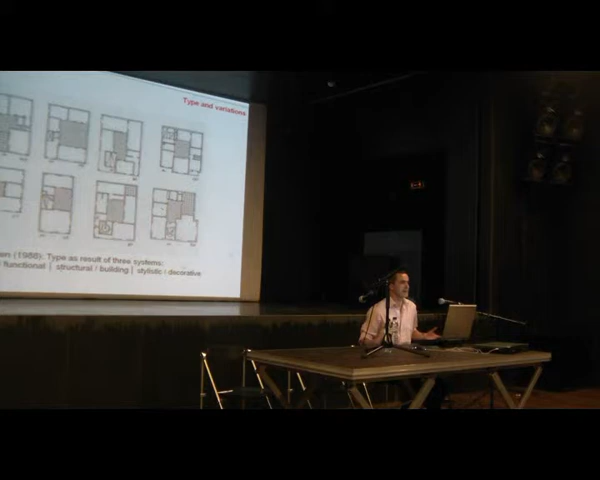 Type and variations
(1988): Type as result of three systems:
functional | structural / building | stylistic / decorative